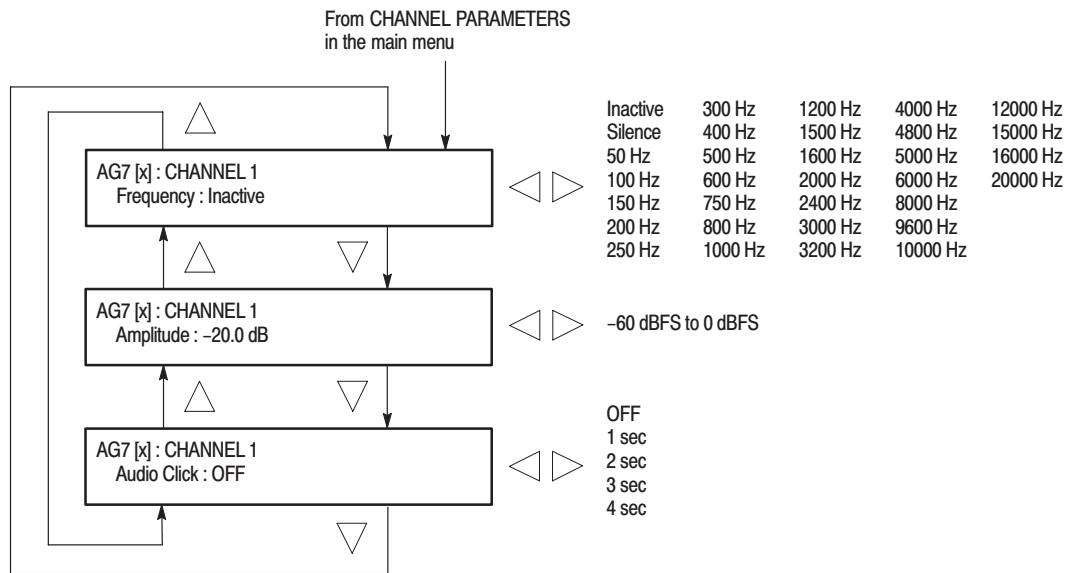 From CHANNEL PARAMETERS
in the main menu
AG7 [x] : CHANNEL 1
Frequency : Inactive
Inactive 300 Hz 1200 Hz 4000 Hz 12000 Hz
Silence 400 Hz 1500 Hz 4800 Hz 15000 Hz
50 Hz 500 Hz 1600 Hz 5000 Hz 16000 Hz
100 Hz 600 Hz 2000 Hz 6000 Hz 20000 Hz
150 Hz 750 Hz 2400 Hz 8000 Hz
200 Hz 800 Hz 3000 Hz 9600 Hz
250 Hz 1000 Hz 3200 Hz 10000 Hz
AG7 [x] : CHANNEL 1
Amplitude : –20.0 dB
–60 dBFS to 0 dBFS
AG7 [x] : CHANNEL 1
Audio Click : OFF
OFF
1 sec
2 sec
3 sec
4 sec